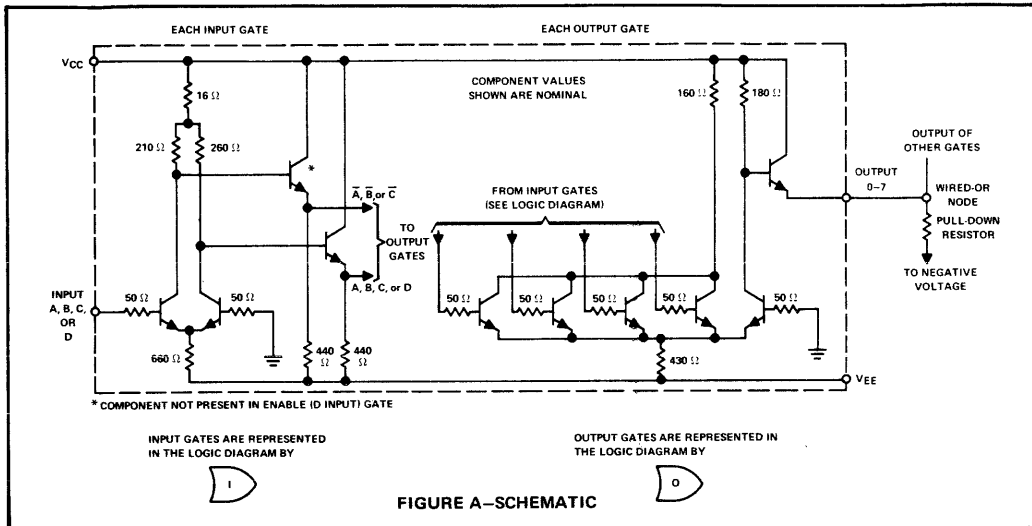 EACH INPUT GATE
EACH OUTPUT GATE
VCC
COMPONENT VALUES
SHOWN ARE NOMINAL
16 Ω
160 Ω
180 Ω
210 Ω
260 Ω
*
OUTPUT OF
OTHER GATES
OUTPUT
0–7
WIRED-OR
NODE
PULL-DOWN
RESISTOR
TO NEGATIVE
VOLTAGE
A̅, B̅, or C̅
FROM INPUT GATES
(SEE LOGIC DIAGRAM)
TO
OUTPUT
GATES
A, B, C, or D
INPUT
A, B, C,
OR
D
50 Ω
50 Ω
50 Ω
50 Ω
50 Ω
50 Ω
50 Ω
660 Ω
440
Ω
440
Ω
430 Ω
VEE
* COMPONENT NOT PRESENT IN ENABLE (D INPUT) GATE
INPUT GATES ARE REPRESENTED
IN THE LOGIC DIAGRAM BY
I
OUTPUT GATES ARE REPRESENTED IN
THE LOGIC DIAGRAM BY
O
FIGURE A–SCHEMATIC